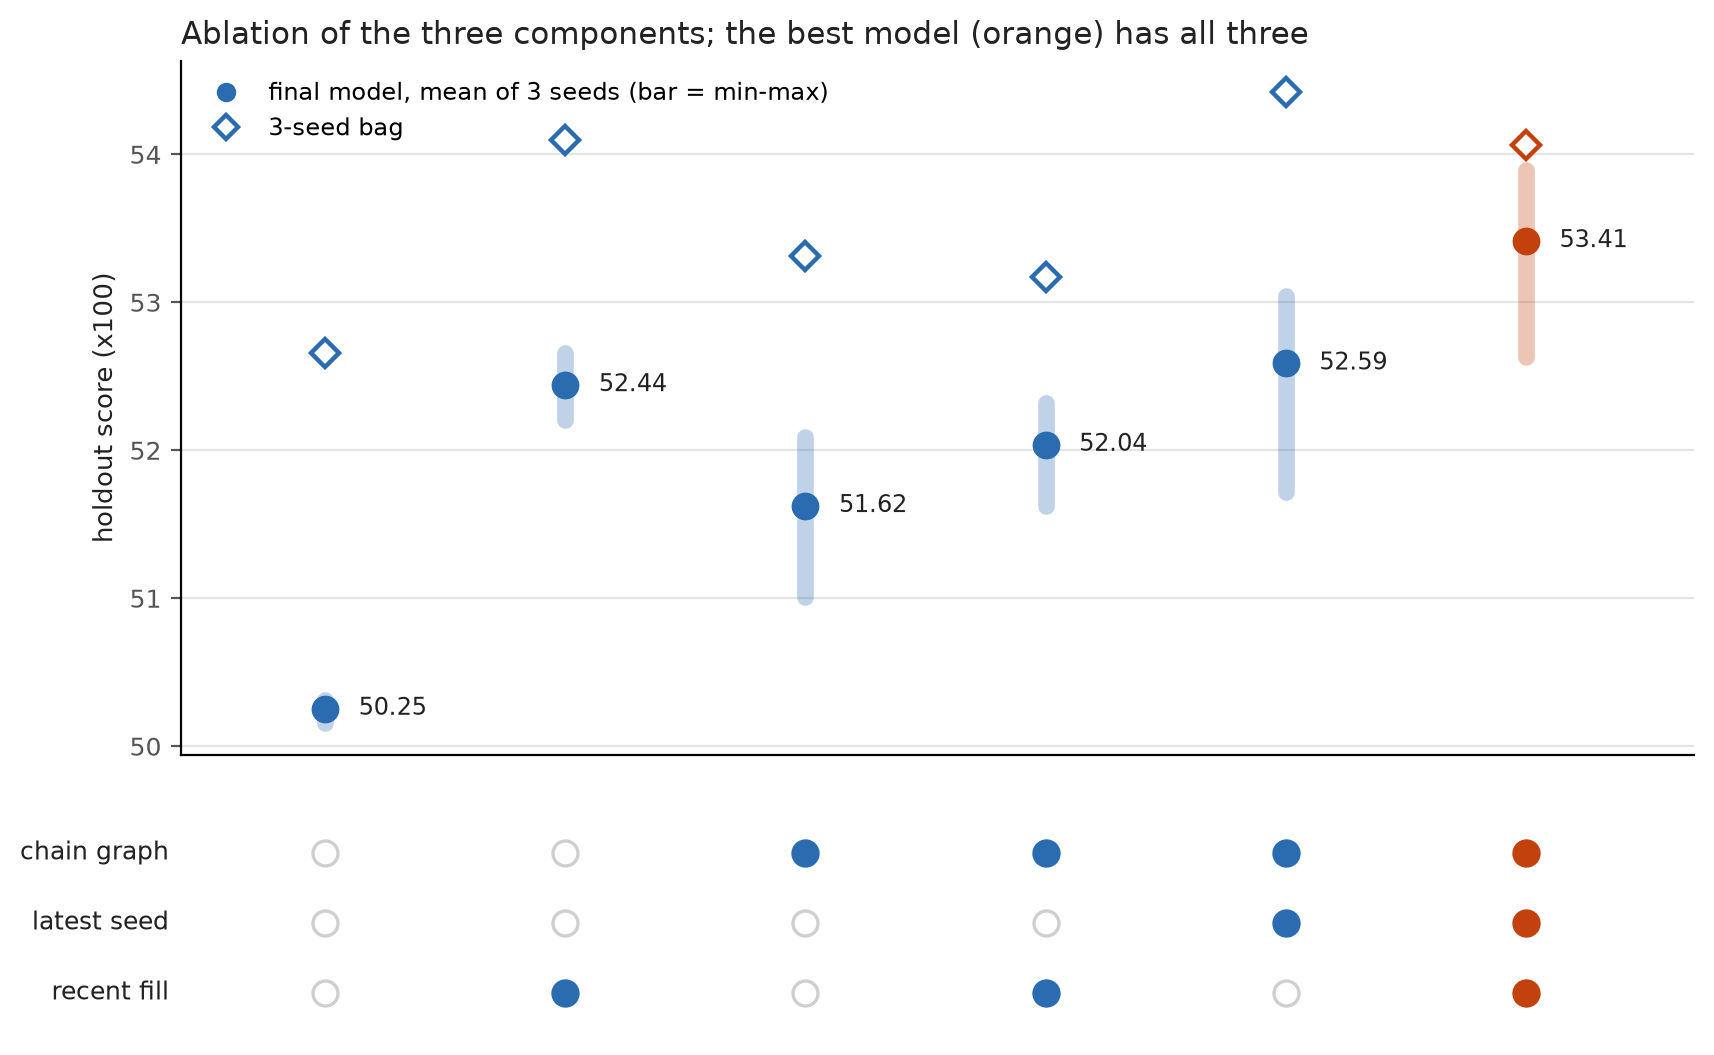 Ablation of the three components; the best model (orange) has all three
final model, mean of 3 seeds (bar = min-max)
3-seed bag
holdout score (x100)
54
53
52
51
50
50.25
52.44
51.62
52.04
52.59
53.41
chain graph
latest seed
recent fill